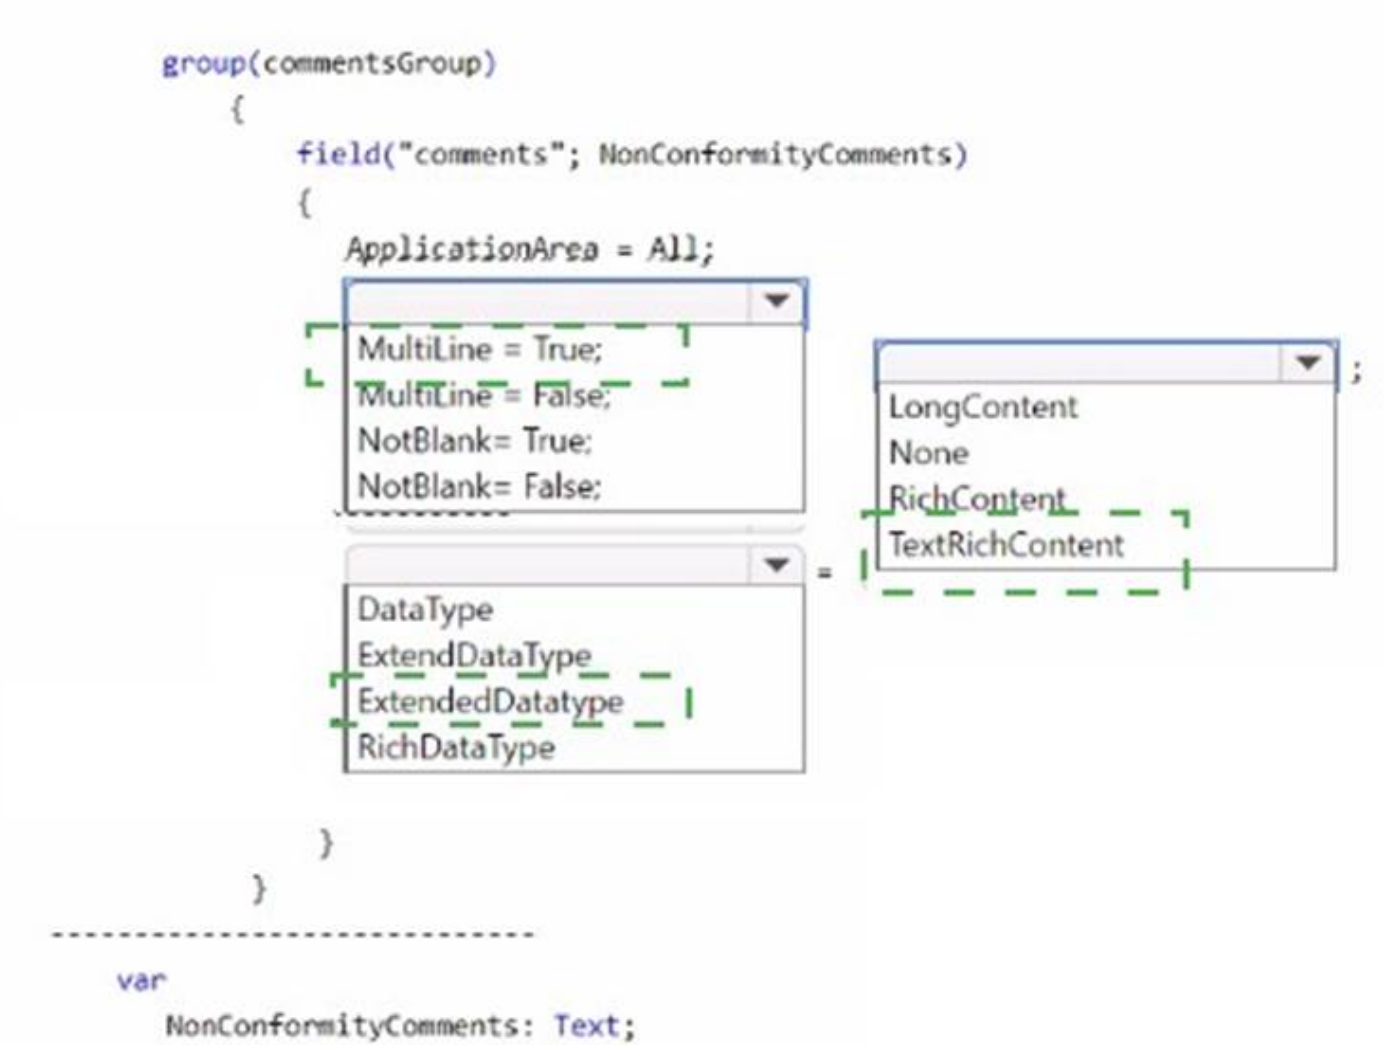 group(commentsGroup)
{
field("comments"; NonConformityComments)
{
ApplicationArea = All;
MultiLine = True;
MultiLine = False;
NotBlank= True;
NotBlank= False;
DataType
ExtendDataType
ExtendedDatatype
RichDataType
=
LongContent
None
RichContent
TextRichContent
;
}
}
------------------------------
var
NonConformityComments: Text;